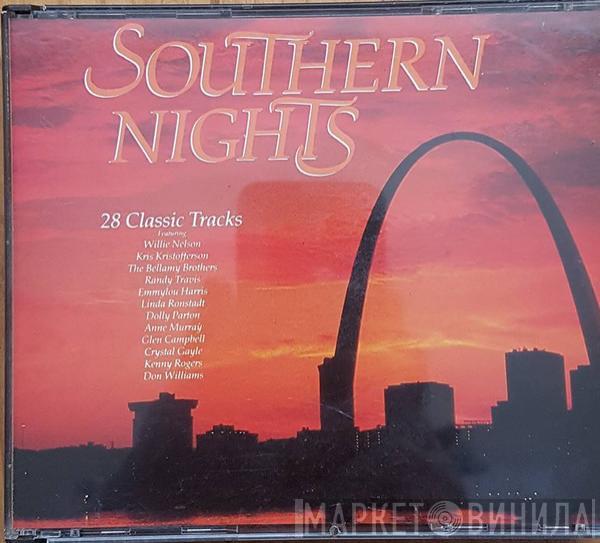 SOUTHERN
NIGHTS
28 Classic Tracks
Featuring
Willie Nelson
Kris Kristofferson
The Bellamy Brothers
Randy Travis
Emmylou Harris
Linda Ronstadt
Dolly Parton
Anne Murray
Glen Campbell
Crystal Gayle
Kenny Rogers
Don Williams
МАРКЕТ ВИНИЛА